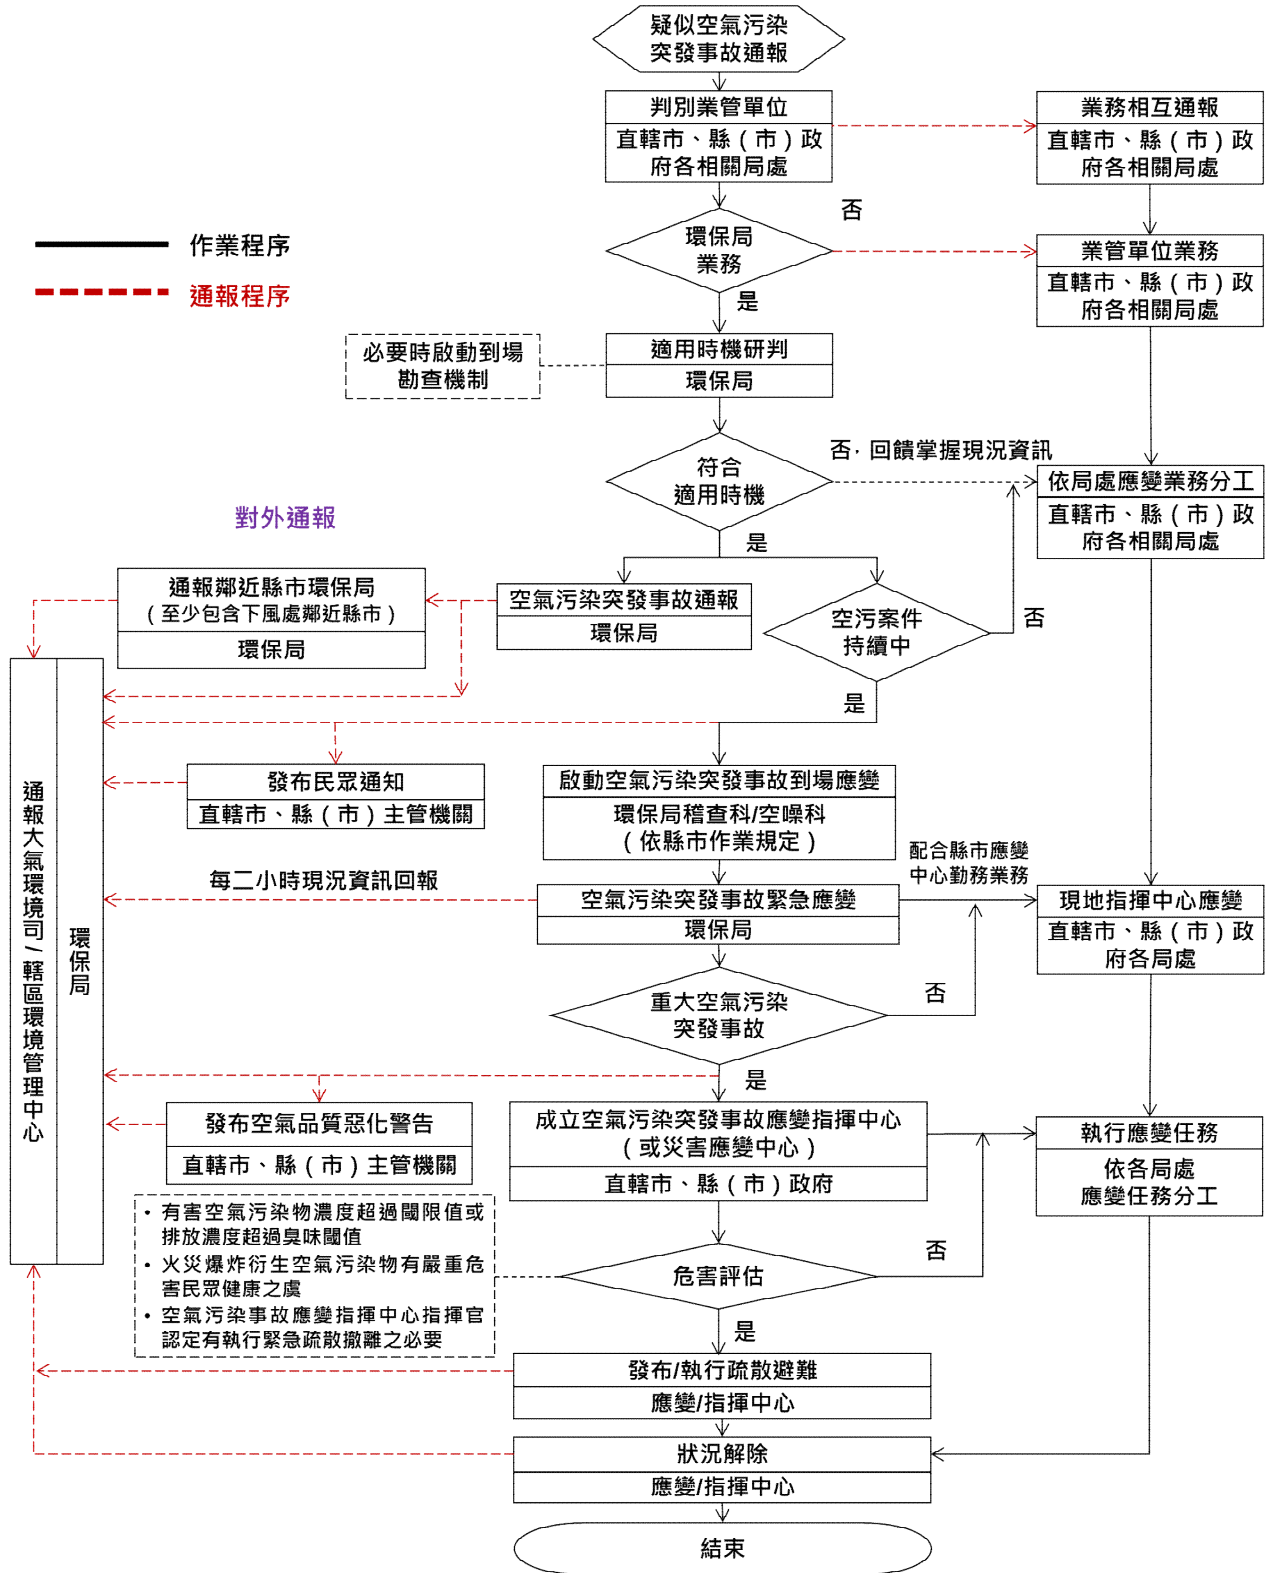 疑似空氣污染
突發事故通報
判別業管單位
直轄市、縣（市）政
府各相關局處
業務相互通報
直轄市、縣（市）政
府各相關局處
否
環保局
業務
是
業管單位業務
直轄市、縣（市）政
府各相關局處
作業程序
通報程序
必要時啟動到場
勘查機制
適用時機研判
環保局
符合
適用時機
否，回饋掌握現況資訊
是
依局處應變業務分工
直轄市、縣（市）政
府各相關局處
對外通報
通報鄰近縣市環保局
（至少包含下風處鄰近縣市）
環保局
空氣污染突發事故通報
環保局
空污案件
持續中
否
是
通報大氣環境司/轄區環境管理中心
環保局
發布民眾通知
直轄市、縣（市）主管機關
啟動空氣污染突發事故到場應變
環保局稽查科/空噪科
（依縣市作業規定）
每二小時現況資訊回報
空氣污染突發事故緊急應變
環保局
配合縣市應變
中心勤務業務
現地指揮中心應變
直轄市、縣（市）政
府各局處
重大空氣污染
突發事故
否
是
發布空氣品質惡化警告
直轄市、縣（市）主管機關
成立空氣污染突發事故應變指揮中心
（或災害應變中心）
直轄市、縣（市）政府
執行應變任務
依各局處
應變任務分工
• 有害空氣污染物濃度超過閾限值或
排放濃度超過臭味閾值
• 火災爆炸衍生空氣污染物有嚴重危
害民眾健康之虞
• 空氣污染事故應變指揮中心指揮官
認定有執行緊急疏散撤離之必要
危害評估
否
是
發布/執行疏散避難
應變/指揮中心
狀況解除
應變/指揮中心
結束